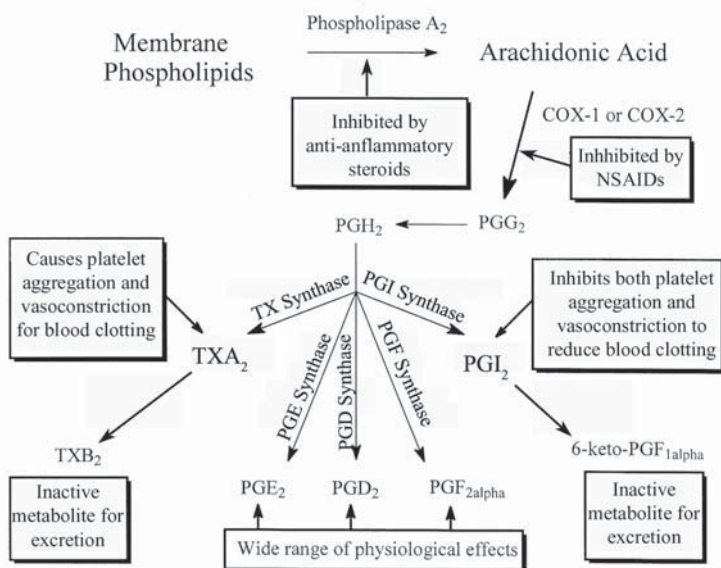 Phospholipase A₂
Membrane
Phospholipids
Arachidonic Acid
Inhibited by
anti-anflammatory
steroids
COX-1 or COX-2
Inhhibited by
NSAIDs
PGH₂
PGG₂
Causes platelet
aggregation and
vasoconstriction
for blood clotting
TX Synthase
PGI Synthase
Inhibits both platelet
aggregation and
vasoconstriction to
reduce blood clotting
TXA₂
PGE Synthase
PGD Synthase
PGF Synthase
PGI₂
TXB₂
Inactive
metabolite for
excretion
PGE₂
PGD₂
PGF₂alpha
6-keto-PGF₁alpha
Inactive
metabolite for
excretion
Wide range of physiological effects